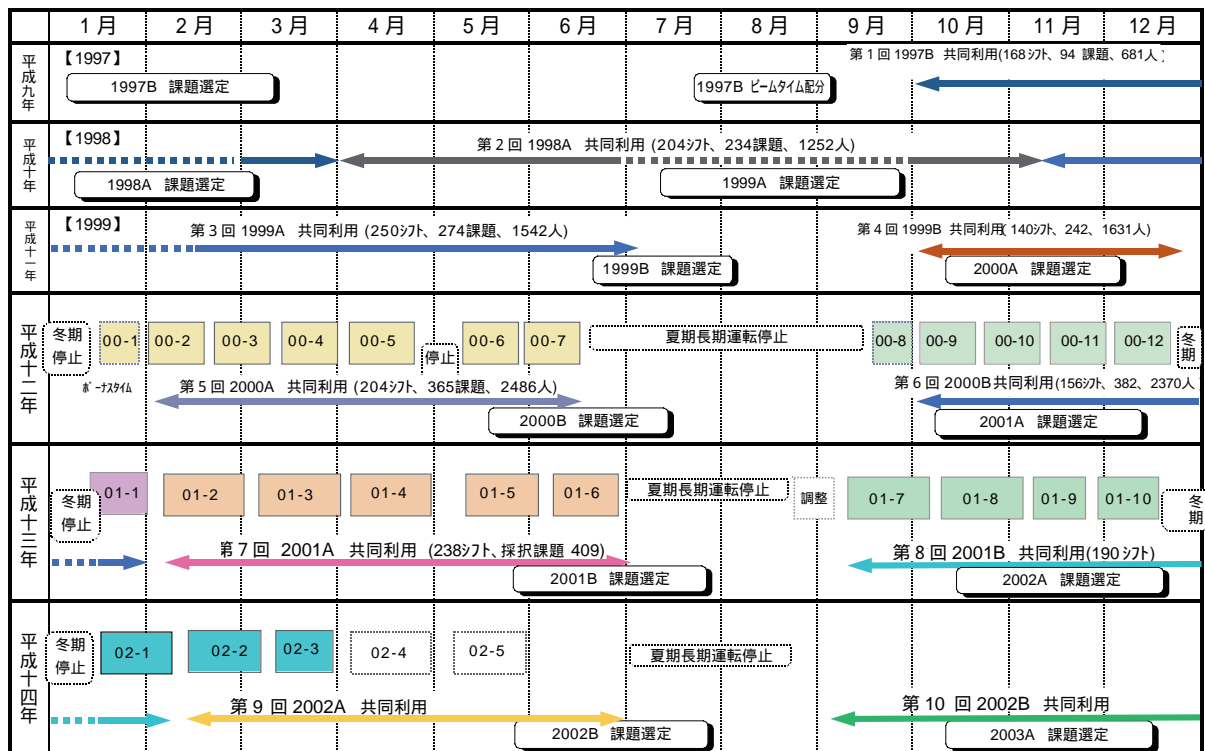 1月 2月 3月 4月 5月 6月 7月 8月 9月 10月 11月 12月
平成九年
【1997】
第1回 1997B 共同利用(168シフト、94 課題、681人)
1997B 課題選定
1997B ビームタイム配分
平成十年
【1998】
第2回 1998A 共同利用 (204シフト、234課題、1252人)
1998A 課題選定
1999A 課題選定
平成十一年
【1999】
第3回 1999A 共同利用 (250シフト、274課題、1542人)
第4回 1999B 共同利用(140シフト、242、1631人)
1999B 課題選定
2000A 課題選定
平成十二年
冬期
停止
00-1 00-2 00-3 00-4 00-5 停止 00-6 00-7 夏期長期運転停止 00-8 00-9 00-10 00-11 00-12 冬期
ボーナスタイム
第5回 2000A 共同利用 (204シフト、365課題、2486人)
第6回 2000B共同利用(156シフト、382、2370人
2000B 課題選定
2001A 課題選定
平成十三年
冬期
停止
01-1 01-2 01-3 01-4 01-5 01-6 夏期長期運転停止 調整 01-7 01-8 01-9 01-10 冬期
第7回 2001A 共同利用 (238シフト、採択課題 409)
第8回 2001B 共同利用(190シフト)
2001B 課題選定
2002A 課題選定
平成十四年
冬期
停止
02-1 02-2 02-3 02-4 02-5 夏期長期運転停止
第9回 2002A 共同利用
第10回 2002B 共同利用
2002B 課題選定
2003A 課題選定